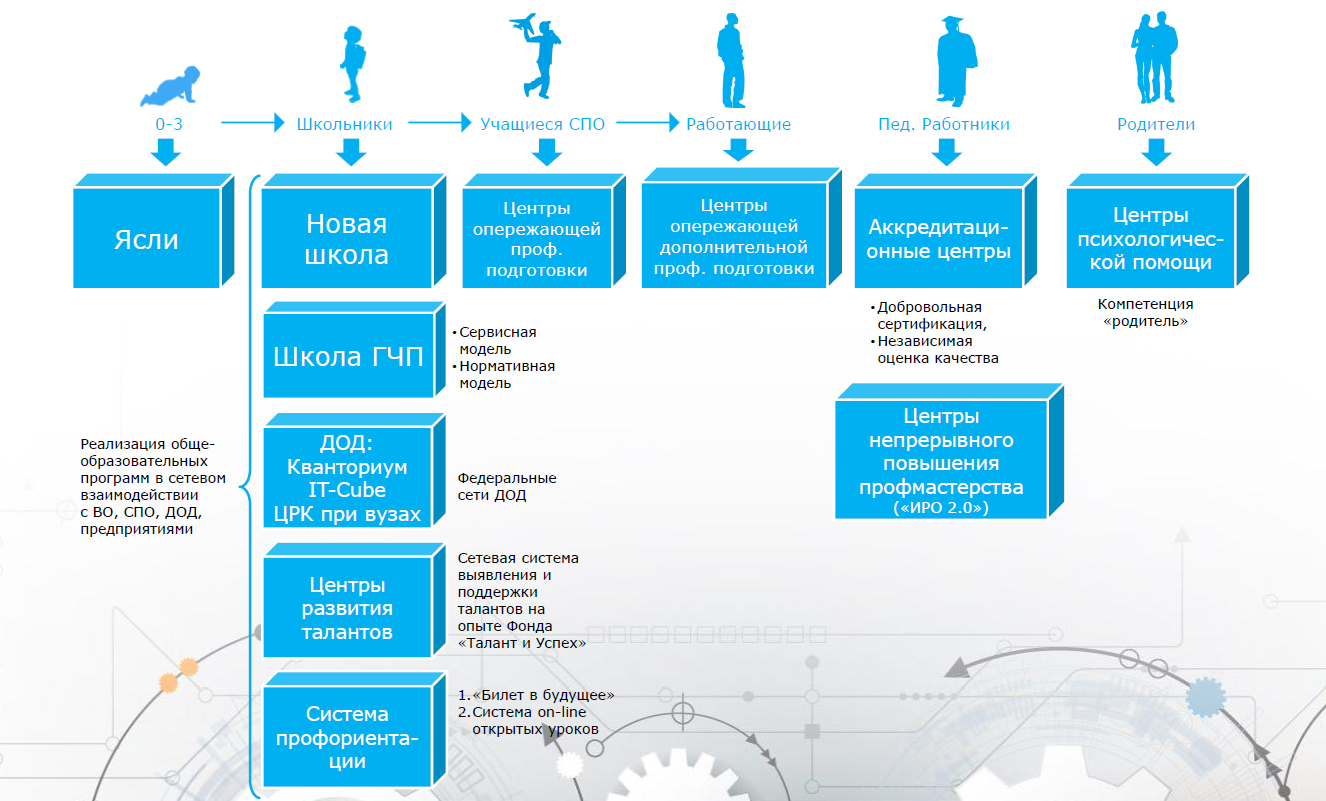 0-3
Школьники
Учащиеся СПО
Работающие
Пед. Работники
Родители
Ясли
Новая
школа
Центры
опережающей
проф.
подготовки
Центры
опережающей
дополнительной
проф. подготовки
Аккредитаци-
онные центры
Центры
психологичес-
кой помощи
•Добровольная
сертификация,
•Независимая
оценка качества
Компетенция
«родитель»
Школа ГЧП
•Сервисная
модель
•Нормативная
модель
Центры
непрерывного
повышения
профмастерства
(«ИРО 2.0»)
Реализация обще-
образовательных
программ в сетевом
взаимодействии
с ВО, СПО, ДОД,
предприятиями
ДОД:
Кванториум
IT-Cube
ЦРК при вузах
Федеральные
сети ДОД
Центры
развития
талантов
Сетевая система
выявления и
поддержки
талантов на
опыте Фонда
«Талант и Успех»
Система
профориента-
ции
1.«Билет в будущее»
2.Система on-line
открытых уроков